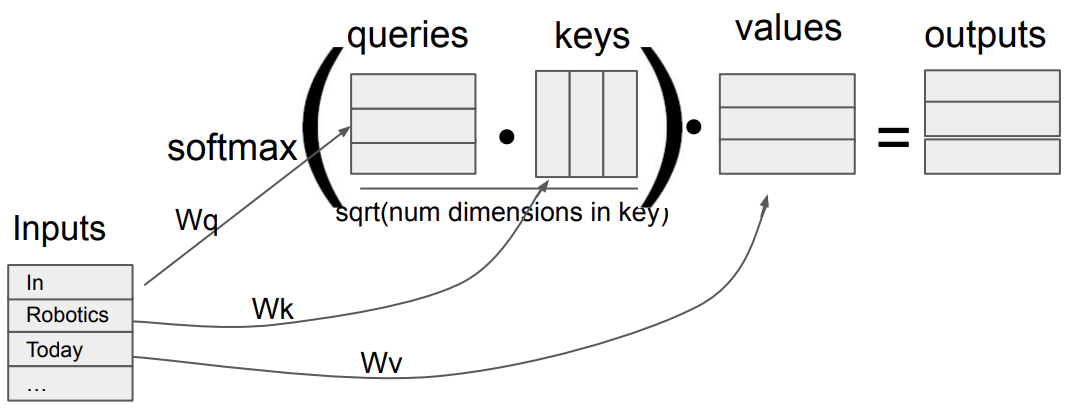 queries
keys
values
outputs
softmax
sqrt(num dimensions in key)
Wq
Inputs
In
Robotics
Today
...
Wk
Wv
=